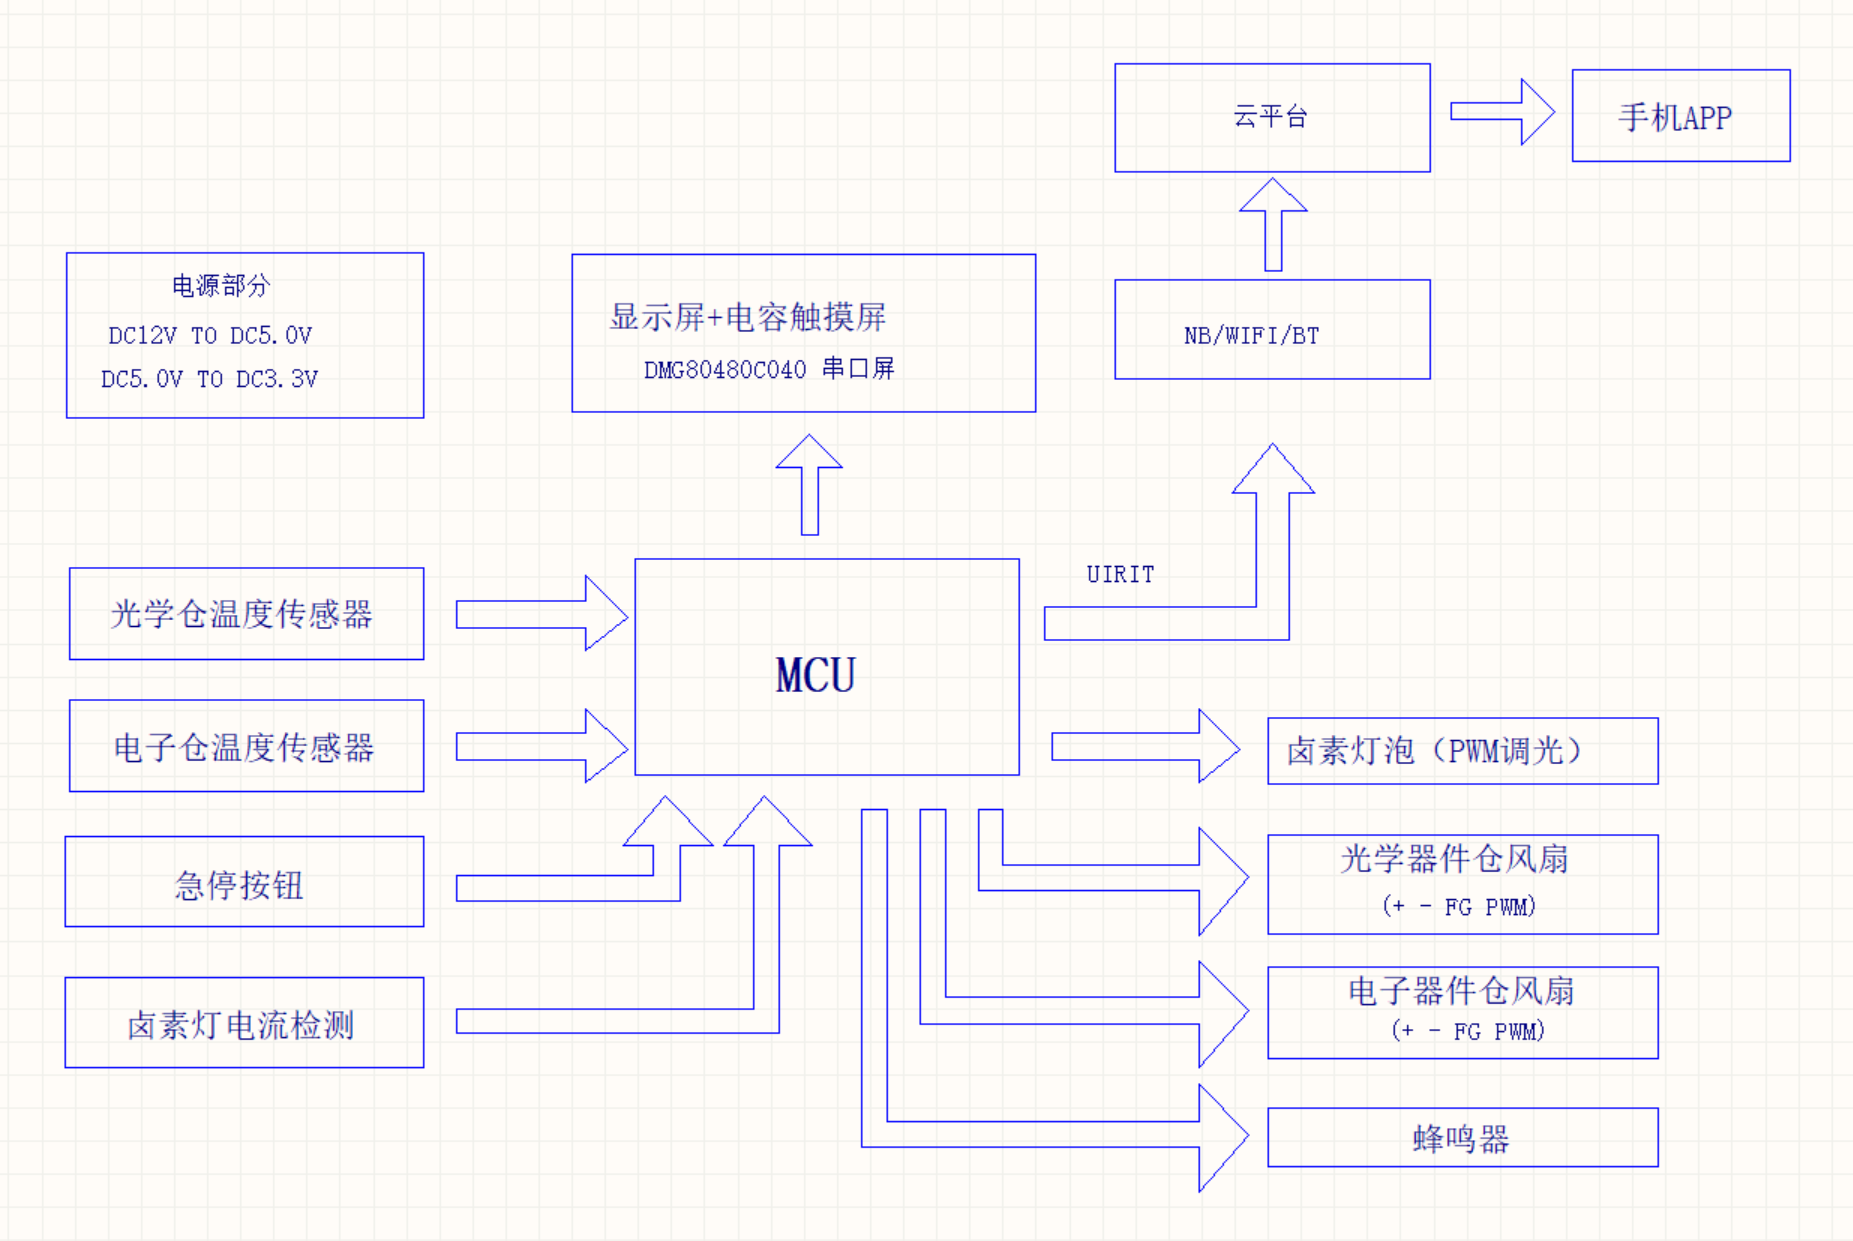 云平台
手机APP
电源部分
DC12V TO DC5.0V
DC5.0V TO DC3.3V
显示屏+电容触摸屏
DMG80480C040 串口屏
NB/WIFI/BT
光学仓温度传感器
UIRIT
MCU
电子仓温度传感器
卤素灯泡（PWM调光）
急停按钮
光学器件仓风扇
(+ - FG PWM)
卤素灯电流检测
电子器件仓风扇
(+ - FG PWM)
蜂鸣器